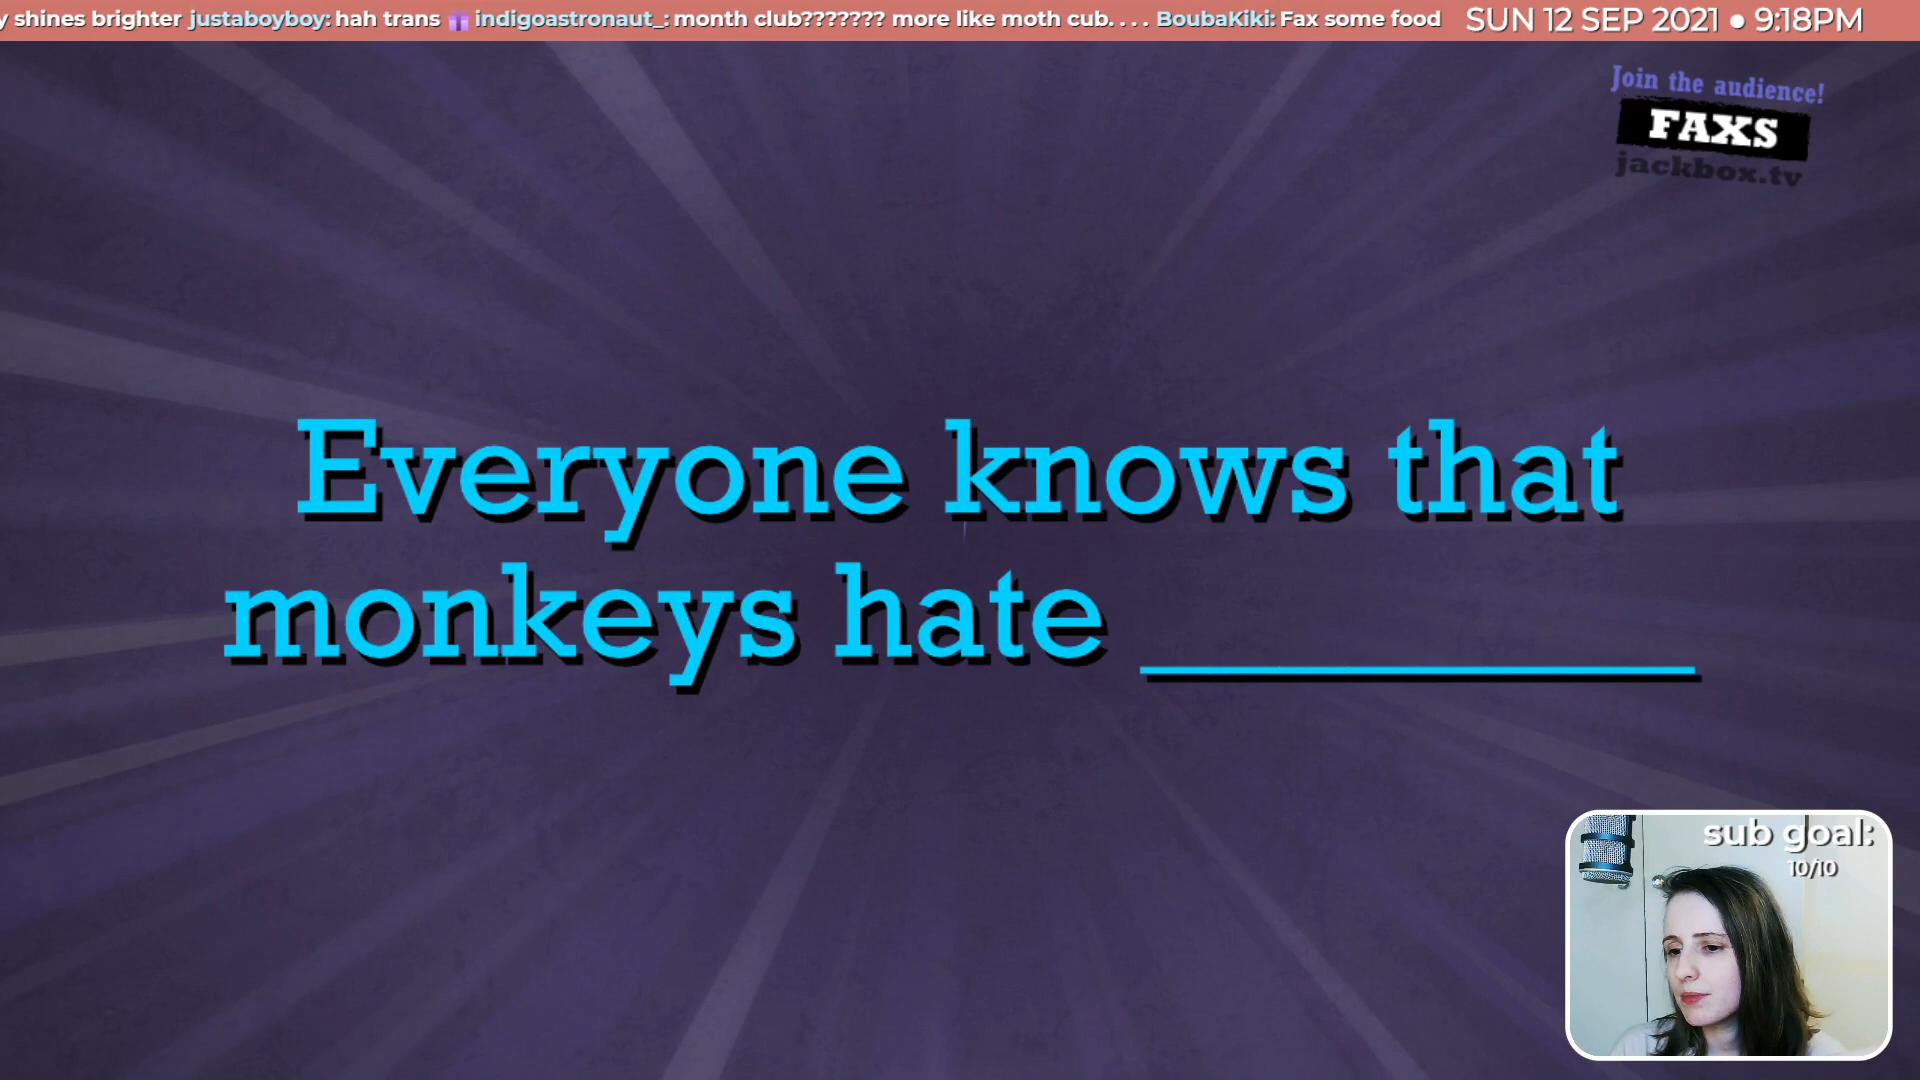 y shines brighter justaboyboy: hah trans indigoastronaut_: month club??????? more like moth cub. . . . BoubaKiki: Fax some food SUN 12 SEP 2021 ● 9:18PM
Join the audience!
FAXS
jackbox.tv
Everyone knows that
monkeys hate ________
sub goal:
10/10